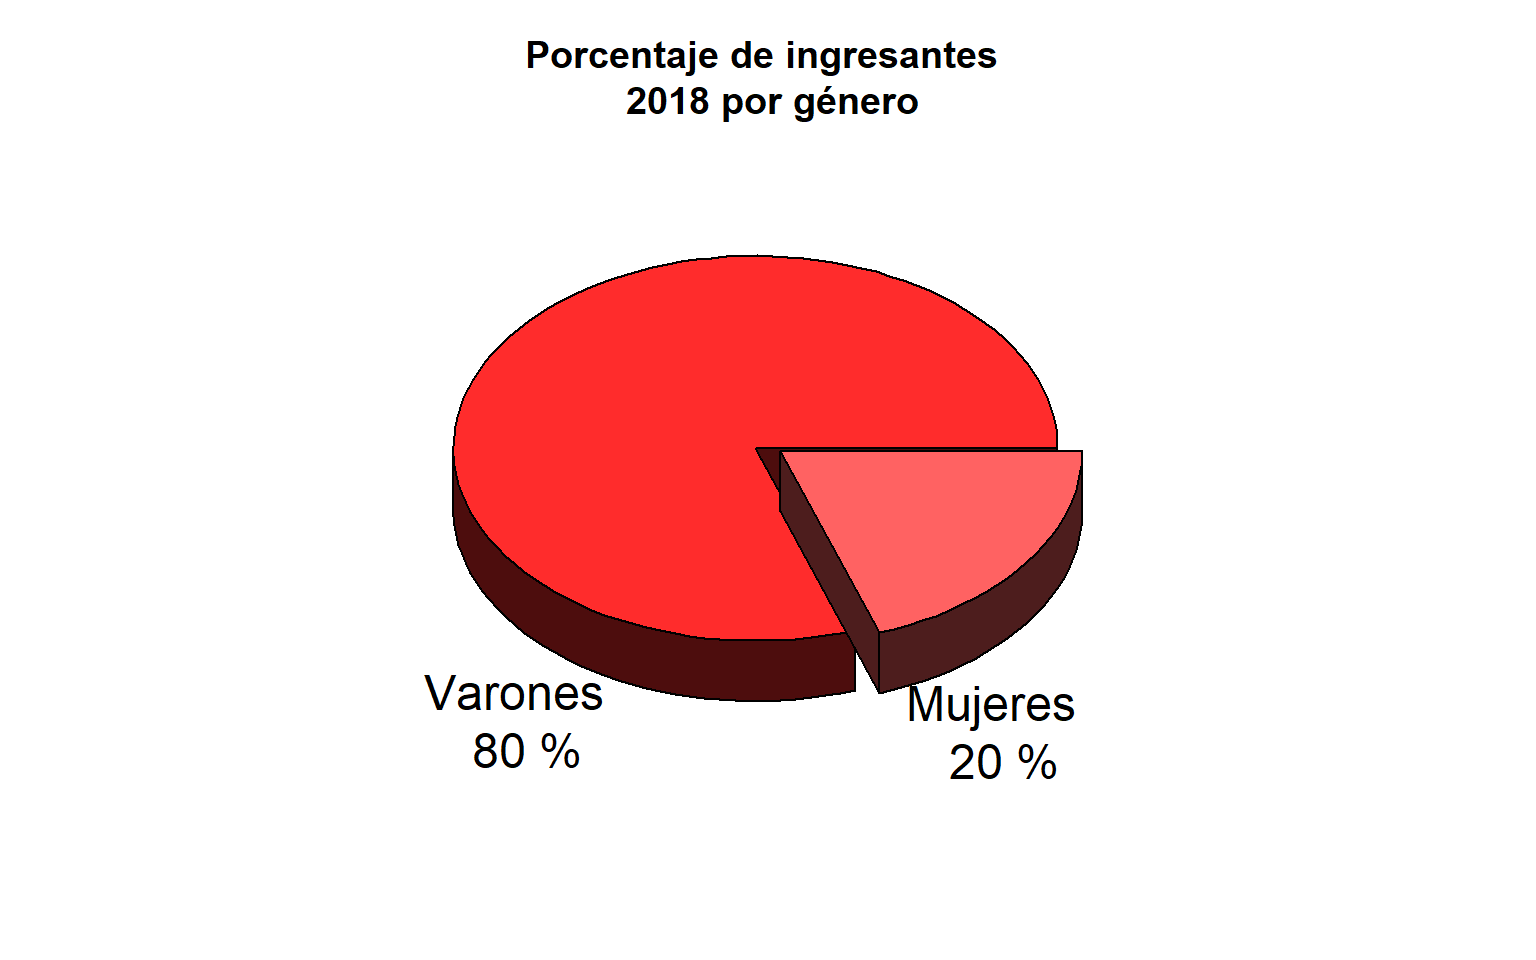 Porcentaje de ingresantes
2018 por género
Varones
80 %
Mujeres
20 %